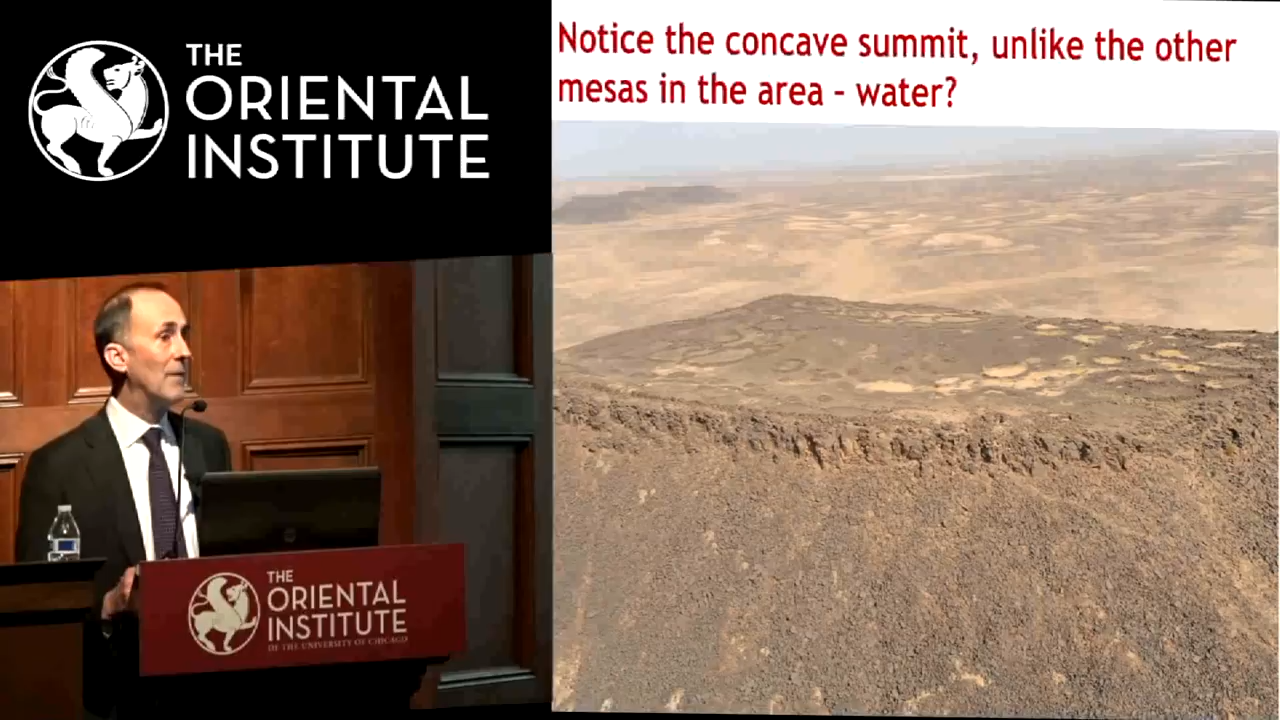 THE
ORIENTAL
INSTITUTE
Notice the concave summit, unlike the other
mesas in the area - water?
THE
ORIENTAL
INSTITUTE
OF THE UNIVERSITY OF CHICAGO